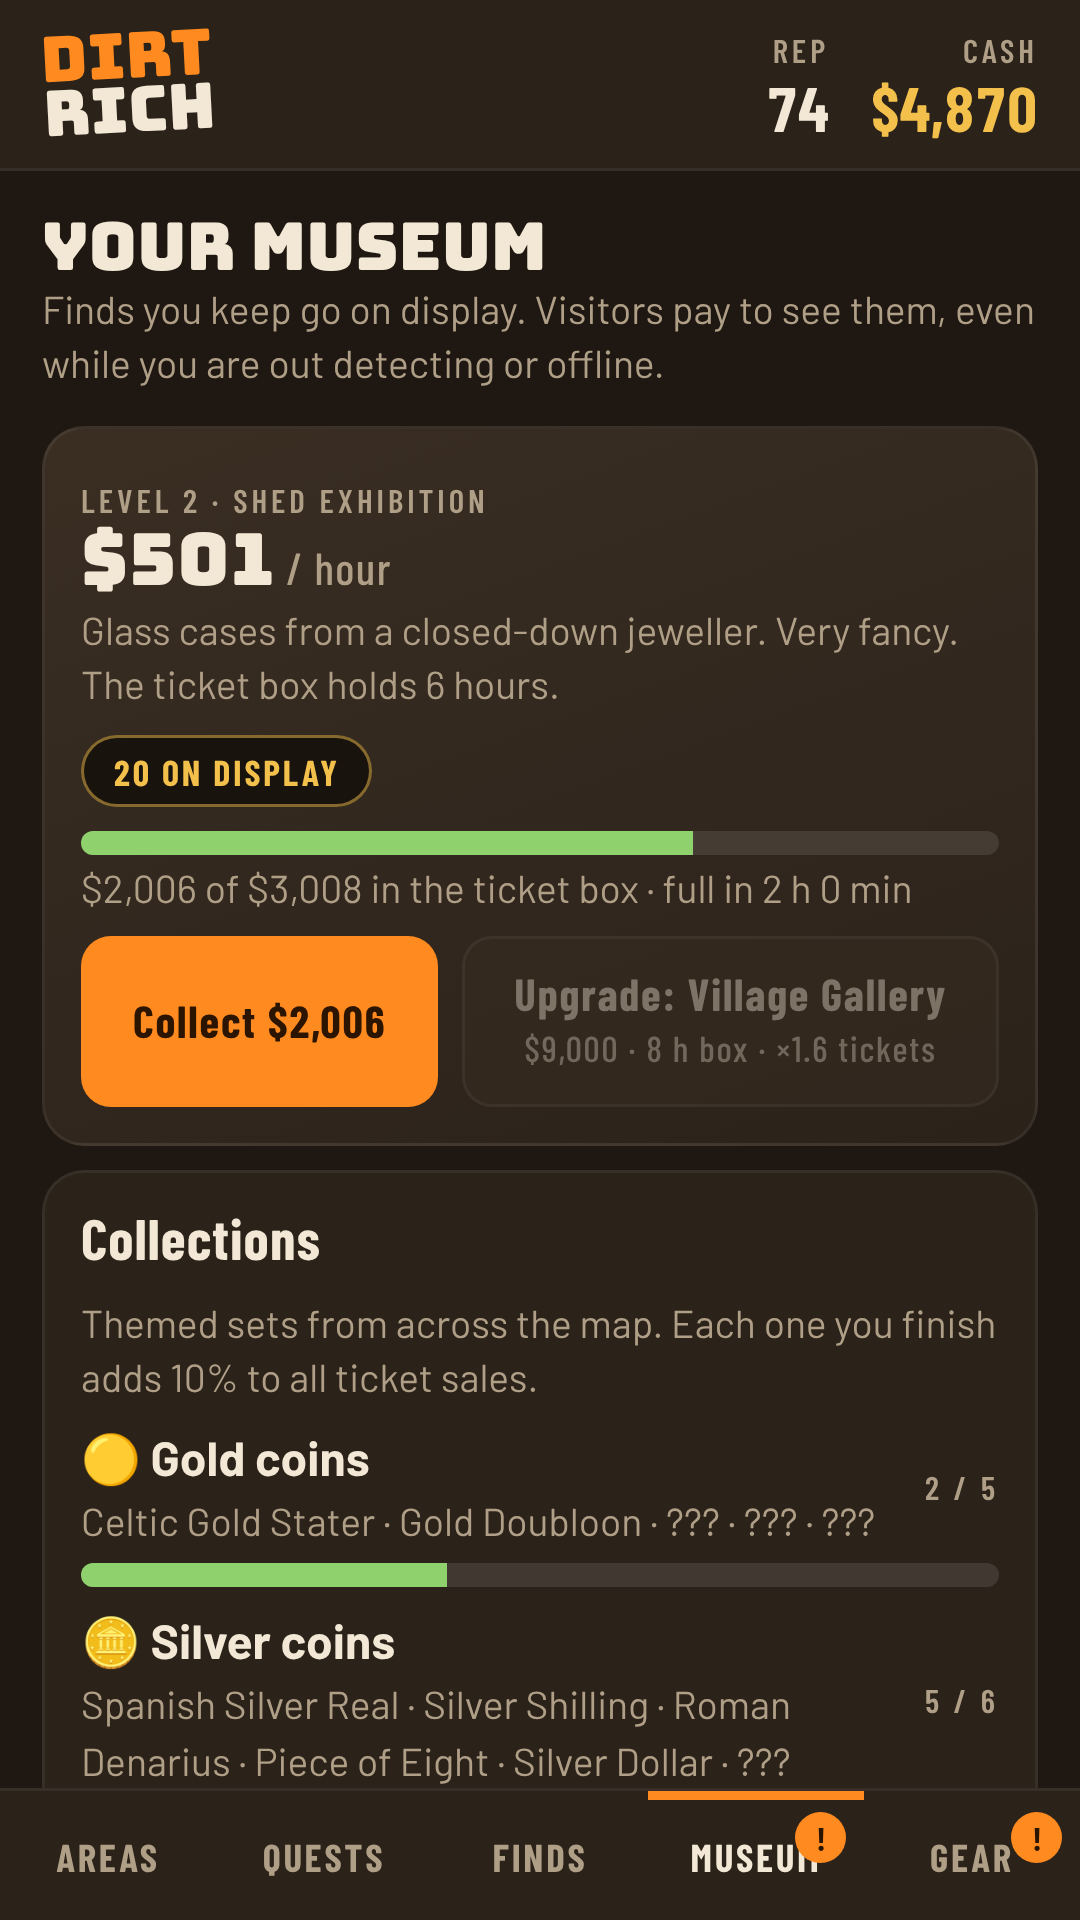 DIRT
RICH
REP
74
CASH
$4,870
YOUR MUSEUM
Finds you keep go on display. Visitors pay to see them, even
while you are out detecting or offline.
LEVEL 2 · SHED EXHIBITION
$501 / hour
Glass cases from a closed-down jeweller. Very fancy.
The ticket box holds 6 hours.
20 ON DISPLAY
$2,006 of $3,008 in the ticket box · full in 2 h 0 min
Collect $2,006
Upgrade: Village Gallery
$9,000 · 8 h box · ×1.6 tickets
Collections
Themed sets from across the map. Each one you finish
adds 10% to all ticket sales.
Gold coins
Celtic Gold Stater · Gold Doubloon · ??? · ??? · ???
2 / 5
Silver coins
Spanish Silver Real · Silver Shilling · Roman
Denarius · Piece of Eight · Silver Dollar · ???
5 / 6
AREAS
QUESTS
FINDS
MUSEUM !
GEAR !